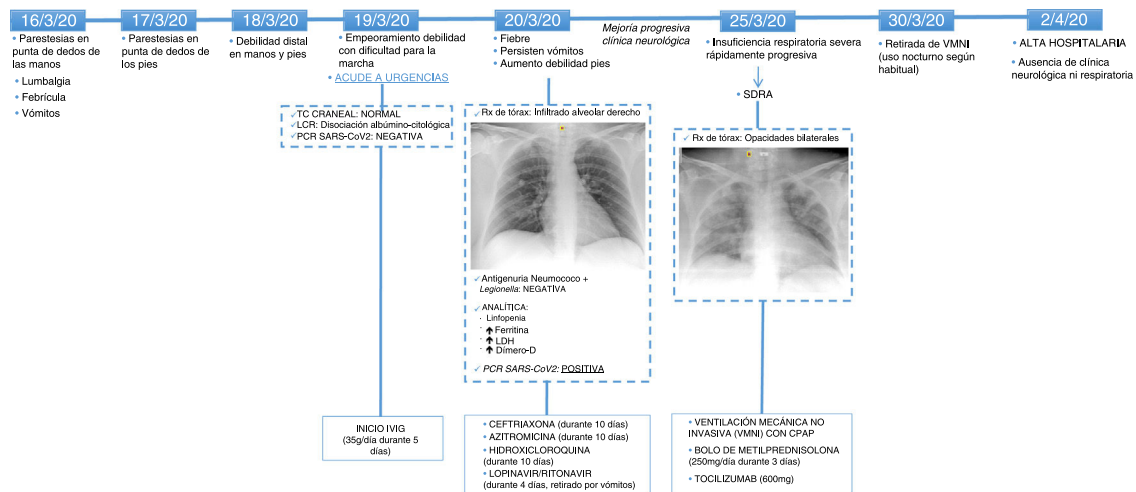 16/3/20
• Parestesias en
punta de dedos de
las manos
• Lumbalgia
• Febrícula
• Vómitos
17/3/20
• Parestesias en
punta de dedos de
los pies
18/3/20
• Debilidad distal
en manos y pies
19/3/20
• Empeoramiento debilidad
con dificultad para la
marcha
• ACUDE A URGENCIAS
✓TC CRANEAL: NORMAL
✓LCR: Disociación albúmino-citológica
✓PCR SARS-CoV2: NEGATIVA
INICIO IVIG
(35g/día durante 5
días)
20/3/20
• Fiebre
• Persisten vómitos
• Aumento debilidad pies
✓Rx de tórax: Infiltrado alveolar derecho
✓Antigenuria Neumococo +
Legionella: NEGATIVA
✓ANALÍTICA:
· Linfopenia
· ↑ Ferritina
· ↑ LDH
· ↑ Dímero-D
✓ PCR SARS-CoV2: POSITIVA
• CEFTRIAXONA (durante 10 días)
• AZITROMICINA (durante 10 días)
• HIDROXICLOROQUINA
(durante 10 días)
• LOPINAVIR/RITONAVIR
(durante 4 días, retirado por vómitos)
Mejoría progresiva
clínica neurológica
25/3/20
• Insuficiencia respiratoria severa
rápidamente progresiva
• SDRA
✓ Rx de tórax: Opacidades bilaterales
• VENTILACIÓN MECÁNICA NO
INVASIVA (VMNI) CON CPAP
• BOLO DE METILPREDNISOLONA
(250mg/día durante 3 días)
• TOCILIZUMAB (600mg)
30/3/20
• Retirada de VMNI
(uso nocturno según
habitual)
2/4/20
• ALTA HOSPITALARIA
• Ausencia de clínica
neurológica ni respiratoria